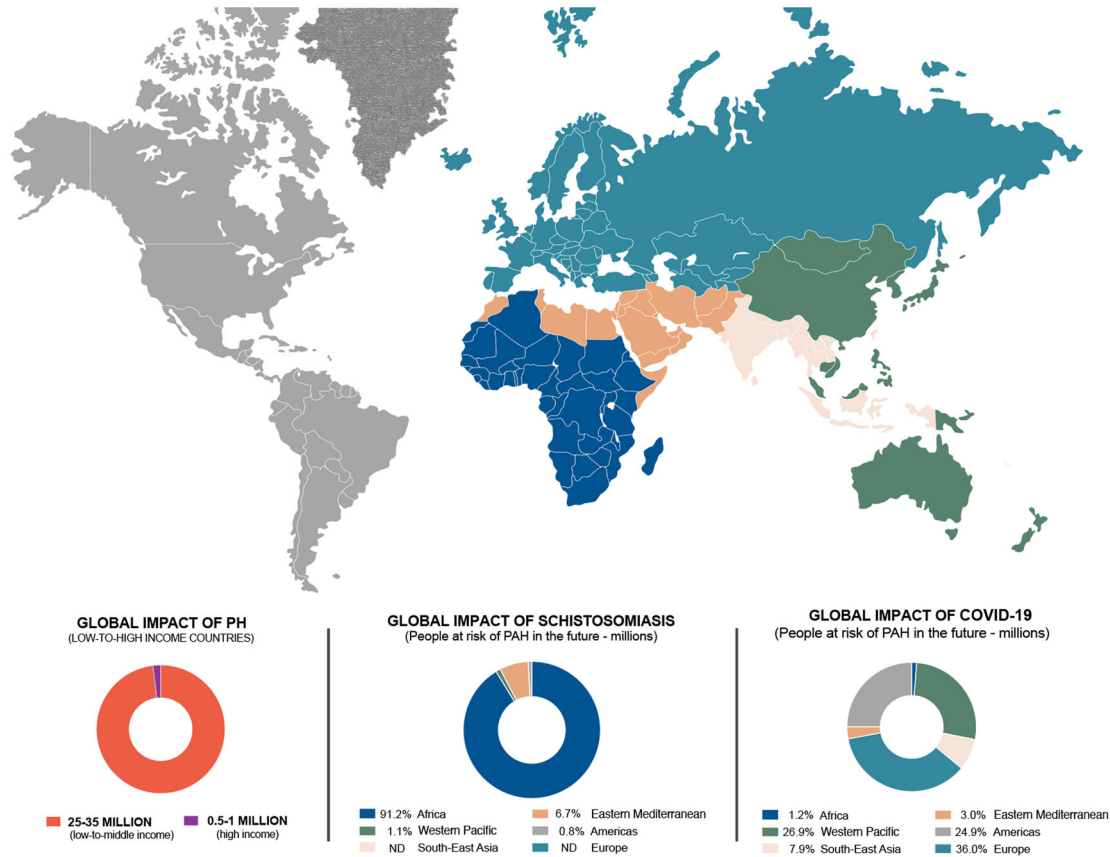 GLOBAL IMPACT OF PH
(LOW-TO-HIGH INCOME COUNTRIES)
25-35 MILLION
(low-to-middle income)
0.5-1 MILLION
(high income)
GLOBAL IMPACT OF SCHISTOSOMIASIS
(People at risk of PAH in the future - millions)
91.2% Africa
6.7% Eastern Mediterranean
1.1% Western Pacific
0.8% Americas
ND South-East Asia
ND Europe
GLOBAL IMPACT OF COVID-19
(People at risk of PAH in the future - millions)
1.2% Africa
3.0% Eastern Mediterranean
26.9% Western Pacific
24.9% Americas
7.9% South-East Asia
36.0% Europe